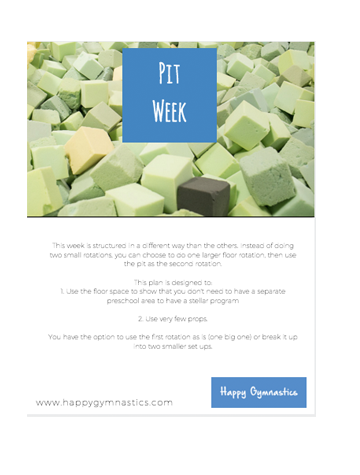 Pit
Week
This week is structured in a different way than the others. Instead of doing
two small rotations, you can choose to do one larger floor rotation, then use
the pit as the second rotation.
This plan is designed to:
1. Use the floor space to show that you don't need to have a separate
preschool area to have a stellar program
2. Use very few props.
You have the option to use the first rotation as is (one big one) or break it up
into two smaller set ups.
Happy Gymnastics
www.happygymnastics.com